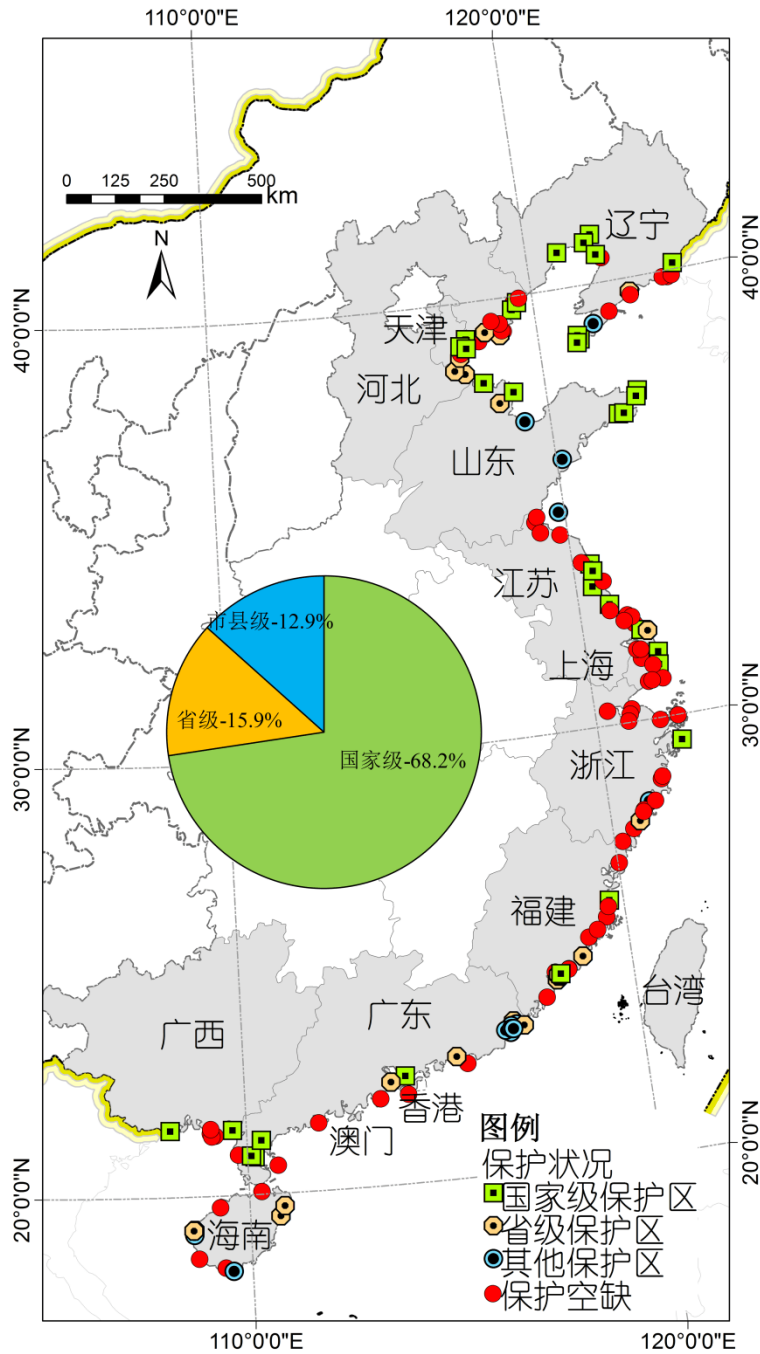 110°0'0"E
120°0'0"E
0 125 250 500
km
N
辽宁
40°0'0"N
40°0'0"N
天津
河北
山东
江苏
市县级-12.9%
上海
省级-15.9%
国家级-68.2%
30°0'0"N
30°0'0"N
浙江
福建
台湾
广东
广西
香港
澳门
20°0'0"N
20°0'0"N
海南
图例
保护状况
国家级保护区
省级保护区
其他保护区
保护空缺
110°0'0"E
120°0'0"E